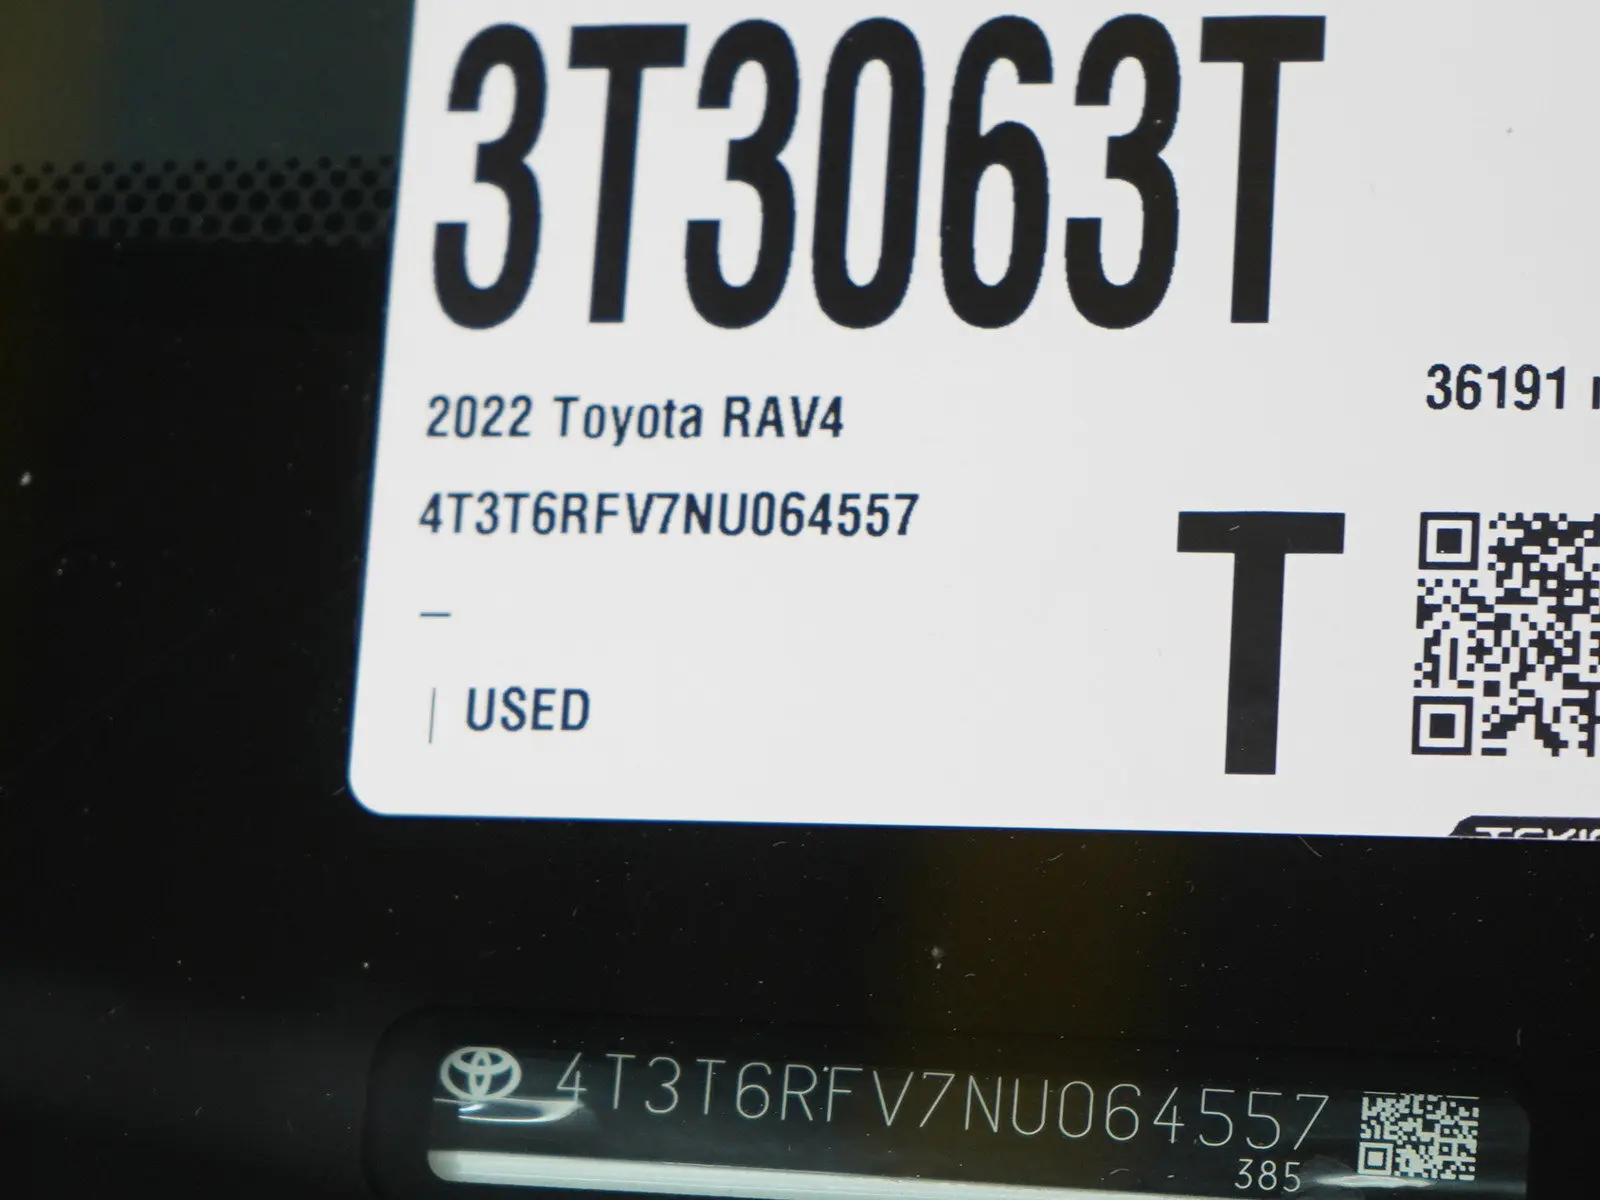 3T3063T
2022 Toyota RAV4
36191
4T3T6RFV7NU064557
–
| USED
T
4T3T6RFV7NU064557
385